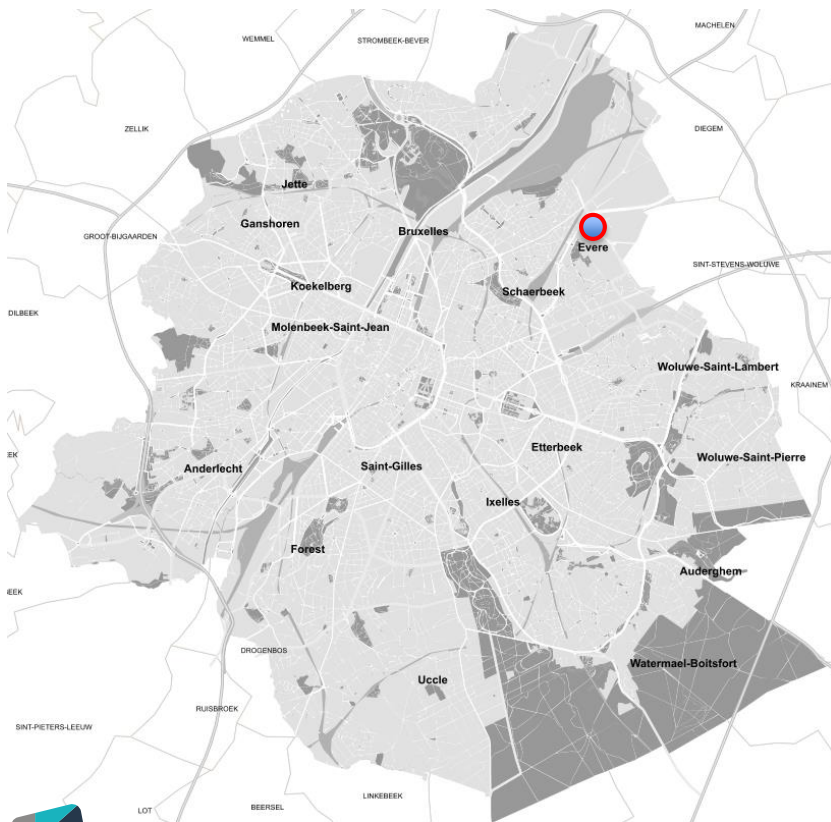 MACHELEN
WEMMEL
STROMBEEK-BEVER
ZELLIK
DIEGEM
Jette
Ganshoren
Bruxelles
GROOT-BIJGAARDEN
Evere
SINT-STEVENS-WOLUWE
Koekelberg
Schaerbeek
DILBEEK
Molenbeek-Saint-Jean
Woluwe-Saint-Lambert
KRAAINEM
Etterbeek
EK
Woluwe-Saint-Pierre
Saint-Gilles
Anderlecht
Ixelles
Forest
Auderghem
EEK
DROGENBOS
Watermael-Boitsfort
Uccle
RUISBROEK
SINT-PIETERS-LEEUW
LINKEBEEK
BEERSEL
LOT